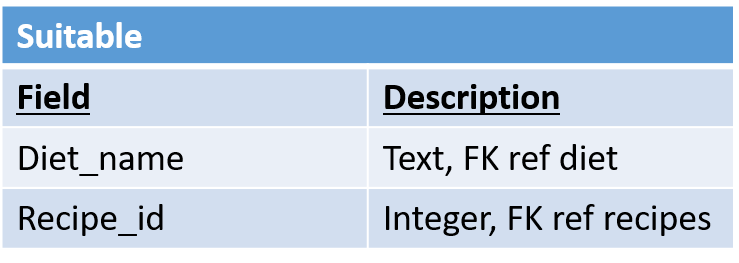 Suitable
Field Description
Diet_name Text, FK ref diet
Recipe_id Integer, FK ref recipes